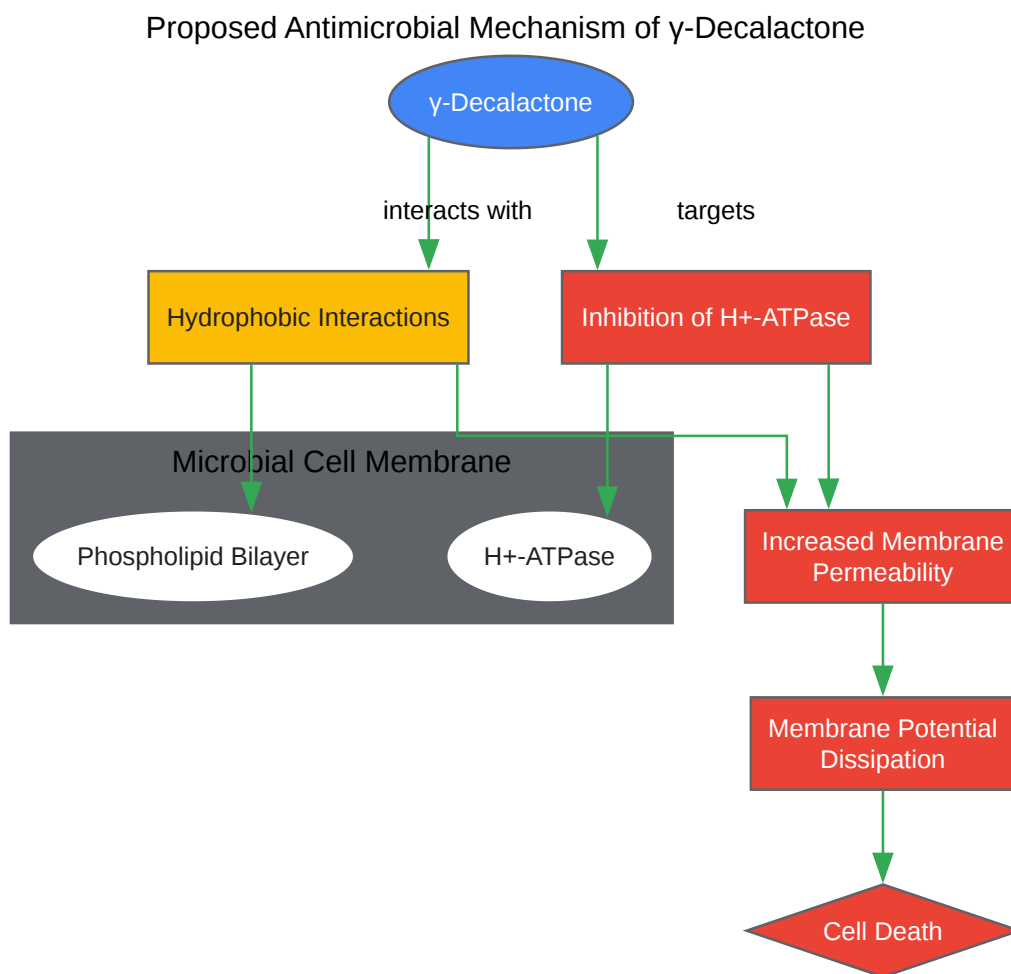 Proposed Antimicrobial Mechanism of γ-Decalactone
γ-Decalactone
interacts with
targets
Hydrophobic Interactions
Inhibition of H+-ATPase
Microbial Cell Membrane
Phospholipid Bilayer
H+-ATPase
Increased Membrane
Permeability
Membrane Potential
Dissipation
Cell Death